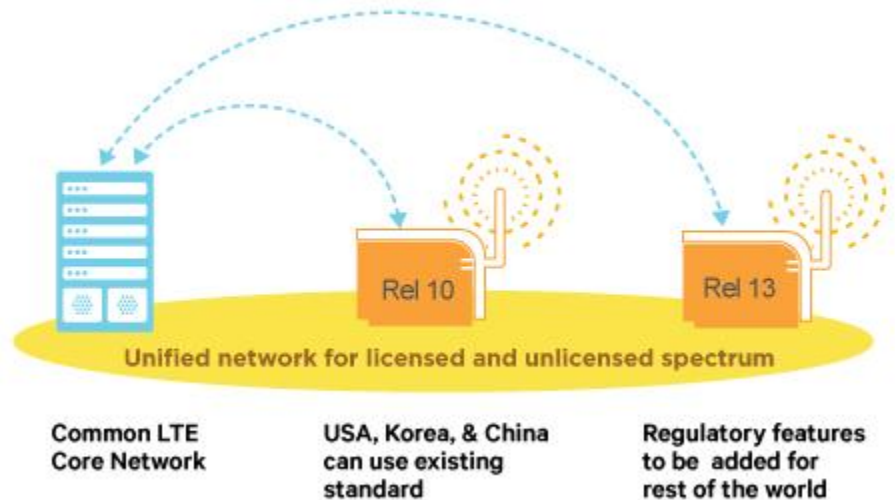 Rel 10
Rel 13
Unified network for licensed and unlicensed spectrum
Common LTE
Core Network
USA, Korea, & China
can use existing
standard
Regulatory features
to be added for
rest of the world